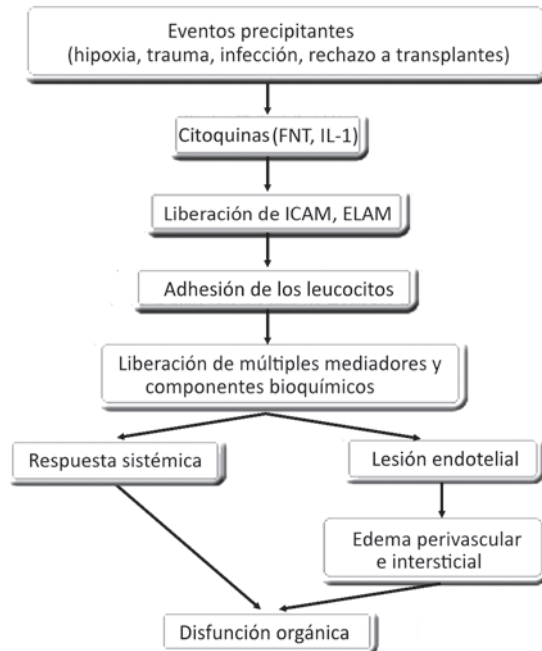 Eventos precipitantes
(hipoxia, trauma, infección, rechazo a transplantes)
Citoquinas (FNT, IL-1)
Liberación de ICAM, ELAM
Adhesión de los leucocitos
Liberación de múltiples mediadores y
componentes bioquímicos
Respuesta sistémica
Lesión endotelial
Edema perivascular
e intersticial
Disfunción orgánica